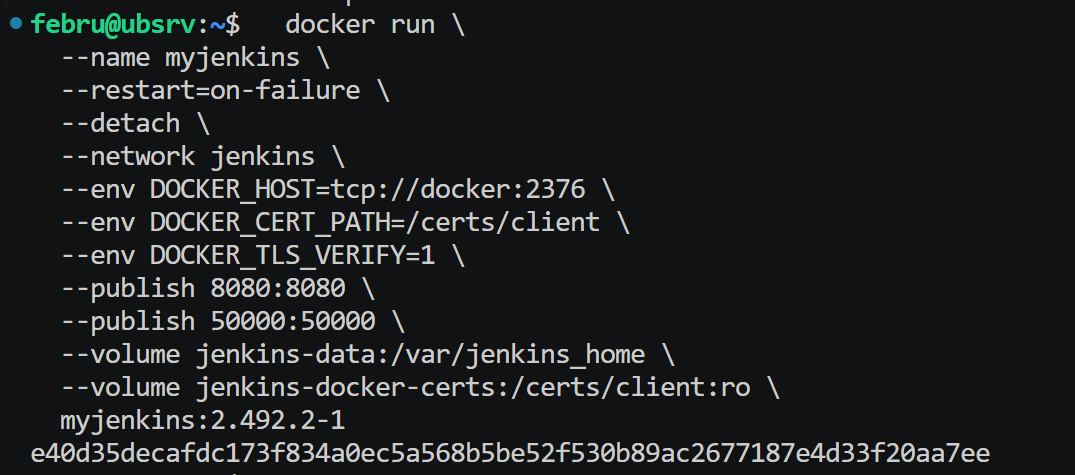 febru@ubsrv:~$   docker run \
  --name myjenkins \
  --restart=on-failure \
  --detach \
  --network jenkins \
  --env DOCKER_HOST=tcp://docker:2376 \
  --env DOCKER_CERT_PATH=/certs/client \
  --env DOCKER_TLS_VERIFY=1 \
  --publish 8080:8080 \
  --publish 50000:50000 \
  --volume jenkins-data:/var/jenkins_home \
  --volume jenkins-docker-certs:/certs/client:ro \
  myjenkins:2.492.2-1
e40d35decafdc173f834a0ec5a568b5be52f530b89ac2677187e4d33f20aa7ee